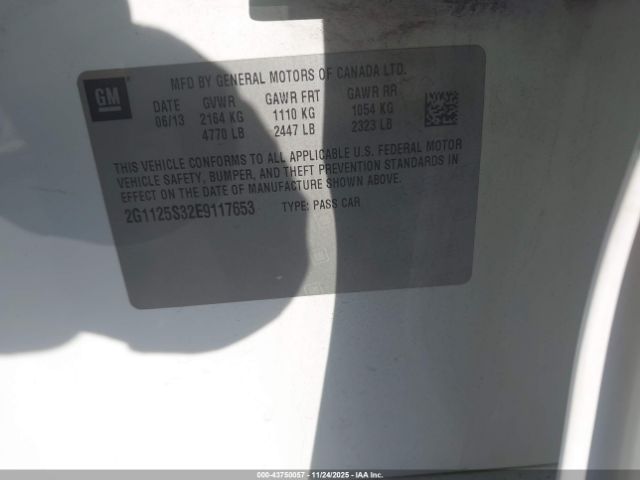 GM
MFD BY GENERAL MOTORS OF CANADA LTD.
DATE GVWR GAWR FRT GAWR RR
06/13 2164 KG 1110 KG 1054 KG
4770 LB 2447 LB 2323 LB
THIS VEHICLE CONFORMS TO ALL APPLICABLE U.S. FEDERAL MOTOR
VEHICLE SAFETY, BUMPER, AND THEFT PREVENTION STANDARDS IN
EFFECT ON THE DATE OF MANUFACTURE SHOWN ABOVE.
2G1125S32E9117653 TYPE: PASS CAR
000-43750057 - 11/24/2025 - IAAI.com